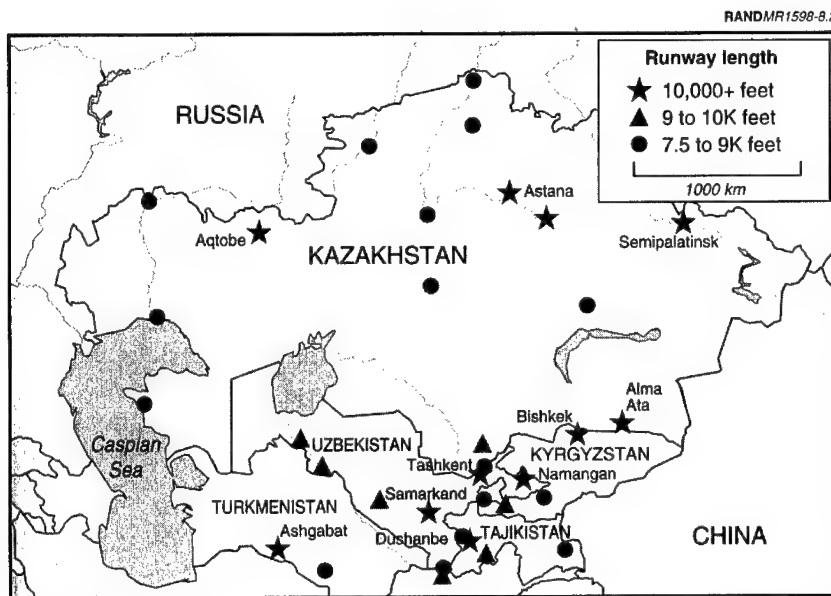 RANDMR1598-8.2
Runway length
10,000+ feet
9 to 10K feet
7.5 to 9K feet
1000 km
RUSSIA
Astana
Aqtobe
Semipalatinsk
KAZAKHSTAN
Alma
Ata
Bishkek
Caspian
Sea
UZBEKISTAN
KYRGYZSTAN
Tashkent
Namangan
TURKMENISTAN
Samarkand
Ashgabat
Dushanbe
TAJIKISTAN
CHINA